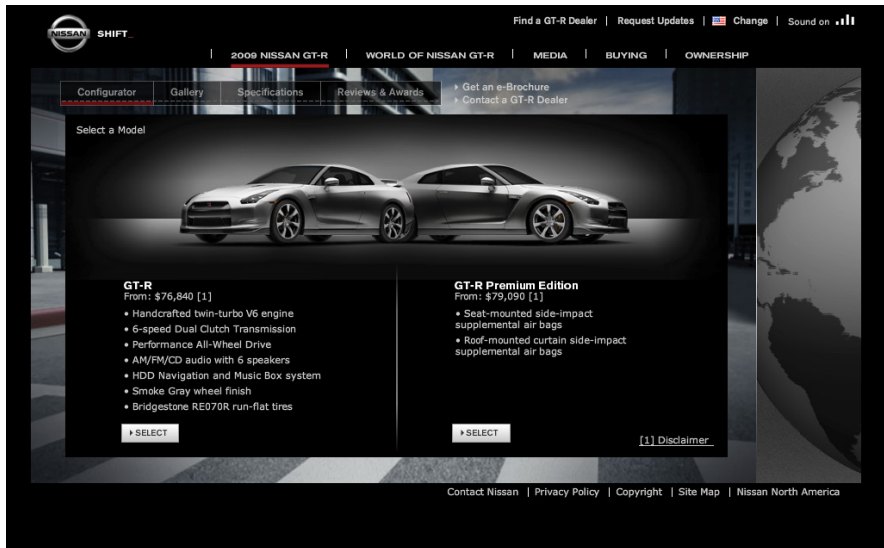 NISSAN SHIFT_
Find a GT-R Dealer | Request Updates | Change | Sound on
| 2009 NISSAN GT-R | WORLD OF NISSAN GT-R | MEDIA | BUYING | OWNERSHIP
Configurator Gallery Specifications Reviews & Awards
Get an e-Brochure
Contact a GT-R Dealer
Select a Model
GT-R
From: $76,840 [1]
• Handcrafted twin-turbo V6 engine
• 6-speed Dual Clutch Transmission
• Performance All-Wheel Drive
• AM/FM/CD audio with 6 speakers
• HDD Navigation and Music Box system
• Smoke Gray wheel finish
• Bridgestone RE070R run-flat tires
SELECT
GT-R Premium Edition
From: $79,090 [1]
• Seat-mounted side-impact
supplemental air bags
• Roof-mounted curtain side-impact
supplemental air bags
SELECT
[1] Disclaimer
Contact Nissan | Privacy Policy | Copyright | Site Map | Nissan North America